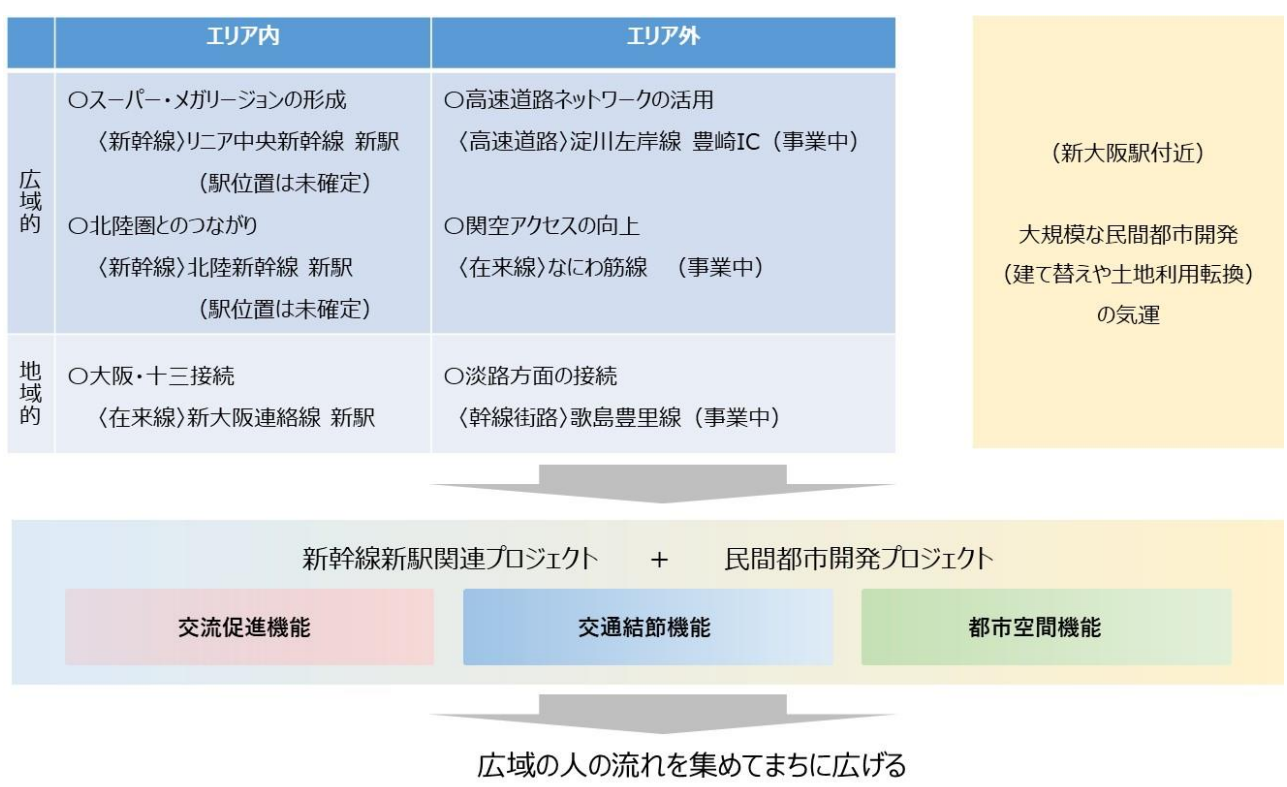 エリア内
エリア外
広域的
〇スーパー・メガリージョンの形成
〈新幹線〉リニア中央新幹線 新駅
（駅位置は未確定）
〇北陸圏とのつながり
〈新幹線〉北陸新幹線 新駅
（駅位置は未確定）
〇高速道路ネットワークの活用
〈高速道路〉淀川左岸線 豊崎IC（事業中）
〇関空アクセスの向上
〈在来線〉なにわ筋線 （事業中）
地域的
〇大阪・十三接続
〈在来線〉新大阪連絡線 新駅
〇淡路方面の接続
〈幹線街路〉歌島豊里線（事業中）
（新大阪駅付近）
大規模な民間都市開発
（建て替えや土地利用転換）
の気運
新幹線新駅関連プロジェクト ＋ 民間都市開発プロジェクト
交流促進機能
交通結節機能
都市空間機能
広域の人の流れを集めてまちに広げる